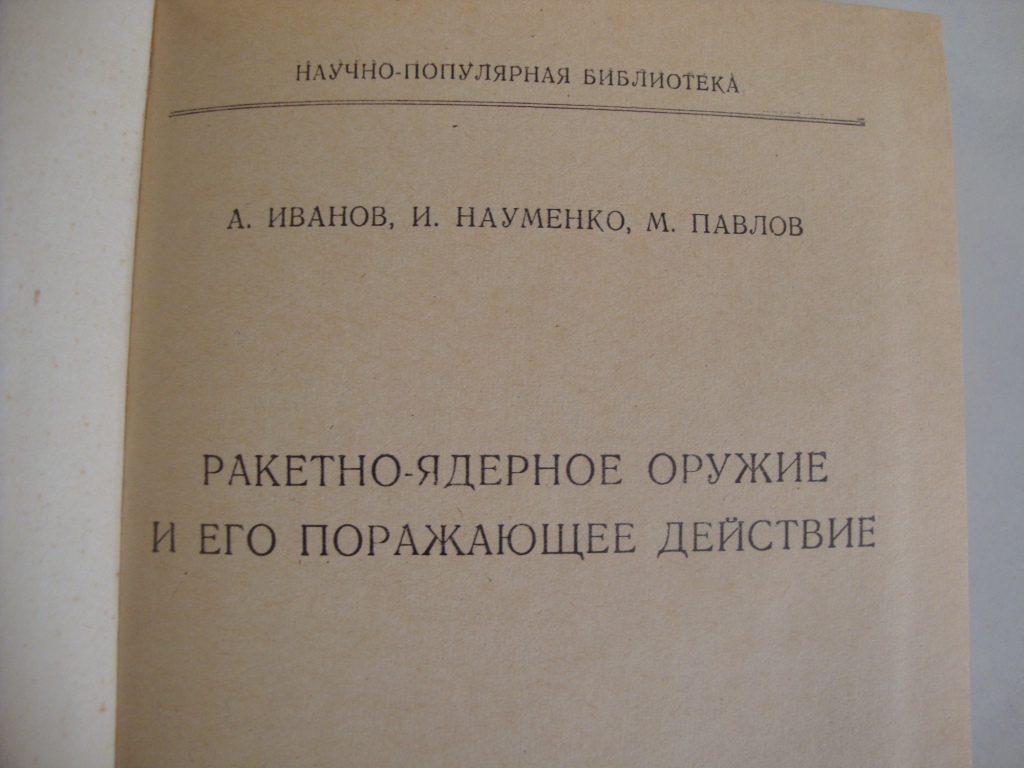 НАУЧНО-ПОПУЛЯРНАЯ БИБЛИОТЕКА
А. ИВАНОВ, И. НАУМЕНКО, М. ПАВЛОВ
РАКЕТНО-ЯДЕРНОЕ ОРУЖИЕ
И ЕГО ПОРАЖАЮЩЕЕ ДЕЙСТВИЕ